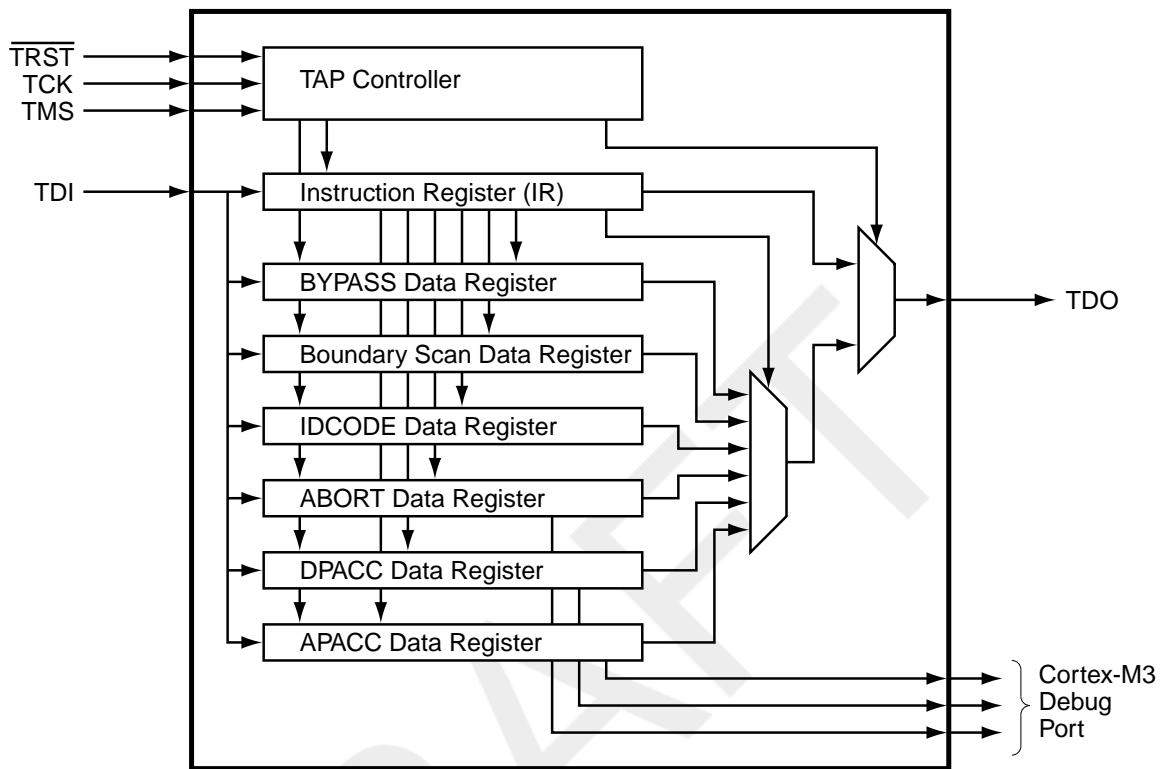 TRST
TCK
TMS
TDI
TAP Controller
Instruction Register (IR)
BYPASS Data Register
Boundary Scan Data Register
IDCODE Data Register
ABORT Data Register
DPACC Data Register
APACC Data Register
TDO
Cortex-M3
Debug
Port
DRAFT